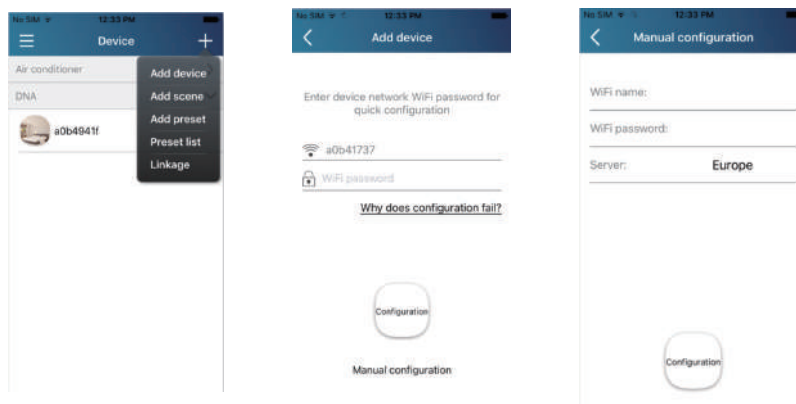 No SIM 12:33 PM
Device +
Air conditioner
Add device
DNA
Add scene
a0b4941f
Add preset
Preset list
Linkage
No SIM 12:33 PM
Add device
Enter device network WiFi password for
quick configuration
a0b41737
WiFi password
Why does configuration fail?
Configuration
Manual configuration
No SIM 12:33 PM
Manual configuration
WiFi name:
WiFi password:
Server: Europe
Configuration